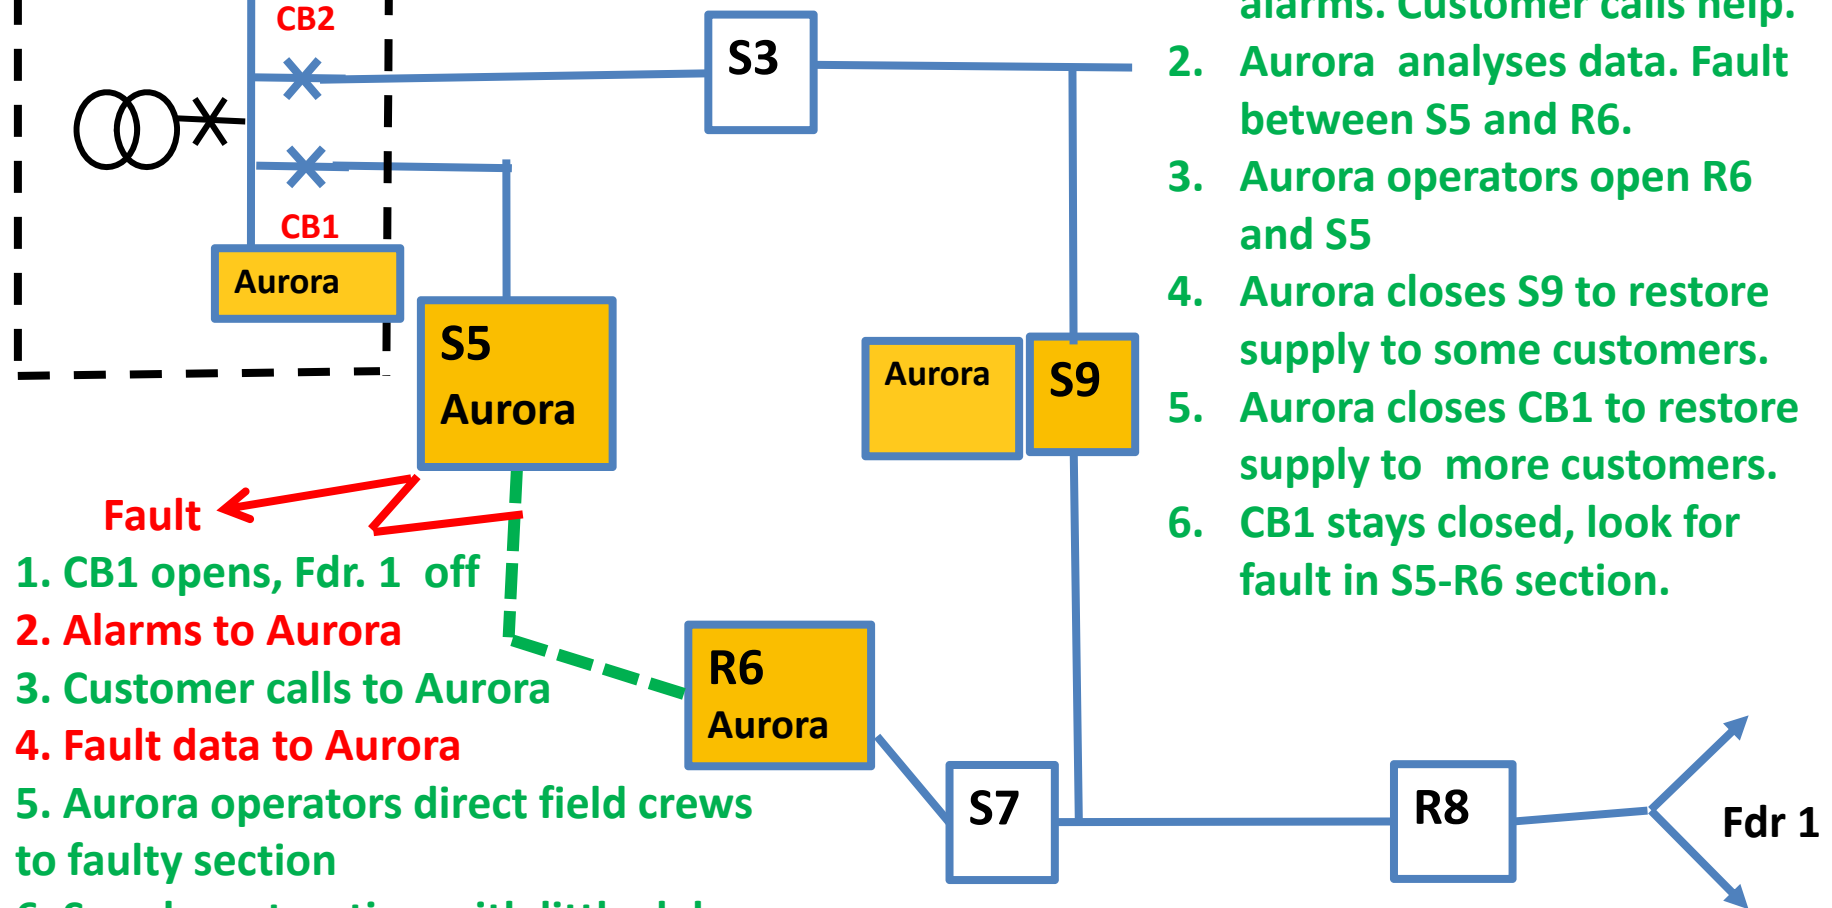 CB2
S3
CB1
Aurora
S5
Aurora
Aurora
S9
Fault
1. CB1 opens, Fdr. 1  off
2. Alarms to Aurora
3. Customer calls to Aurora
4. Fault data to Aurora
5. Aurora operators direct field crews
to faulty section
R6
Aurora
S7
R8
Fdr 1
alarms. Customer calls help.
2. Aurora  analyses data. Fault
between S5 and R6.
3. Aurora operators open R6
and S5
4. Aurora closes S9 to restore
supply to some customers.
5. Aurora closes CB1 to restore
supply to  more customers.
6. CB1 stays closed, look for
fault in S5-R6 section.